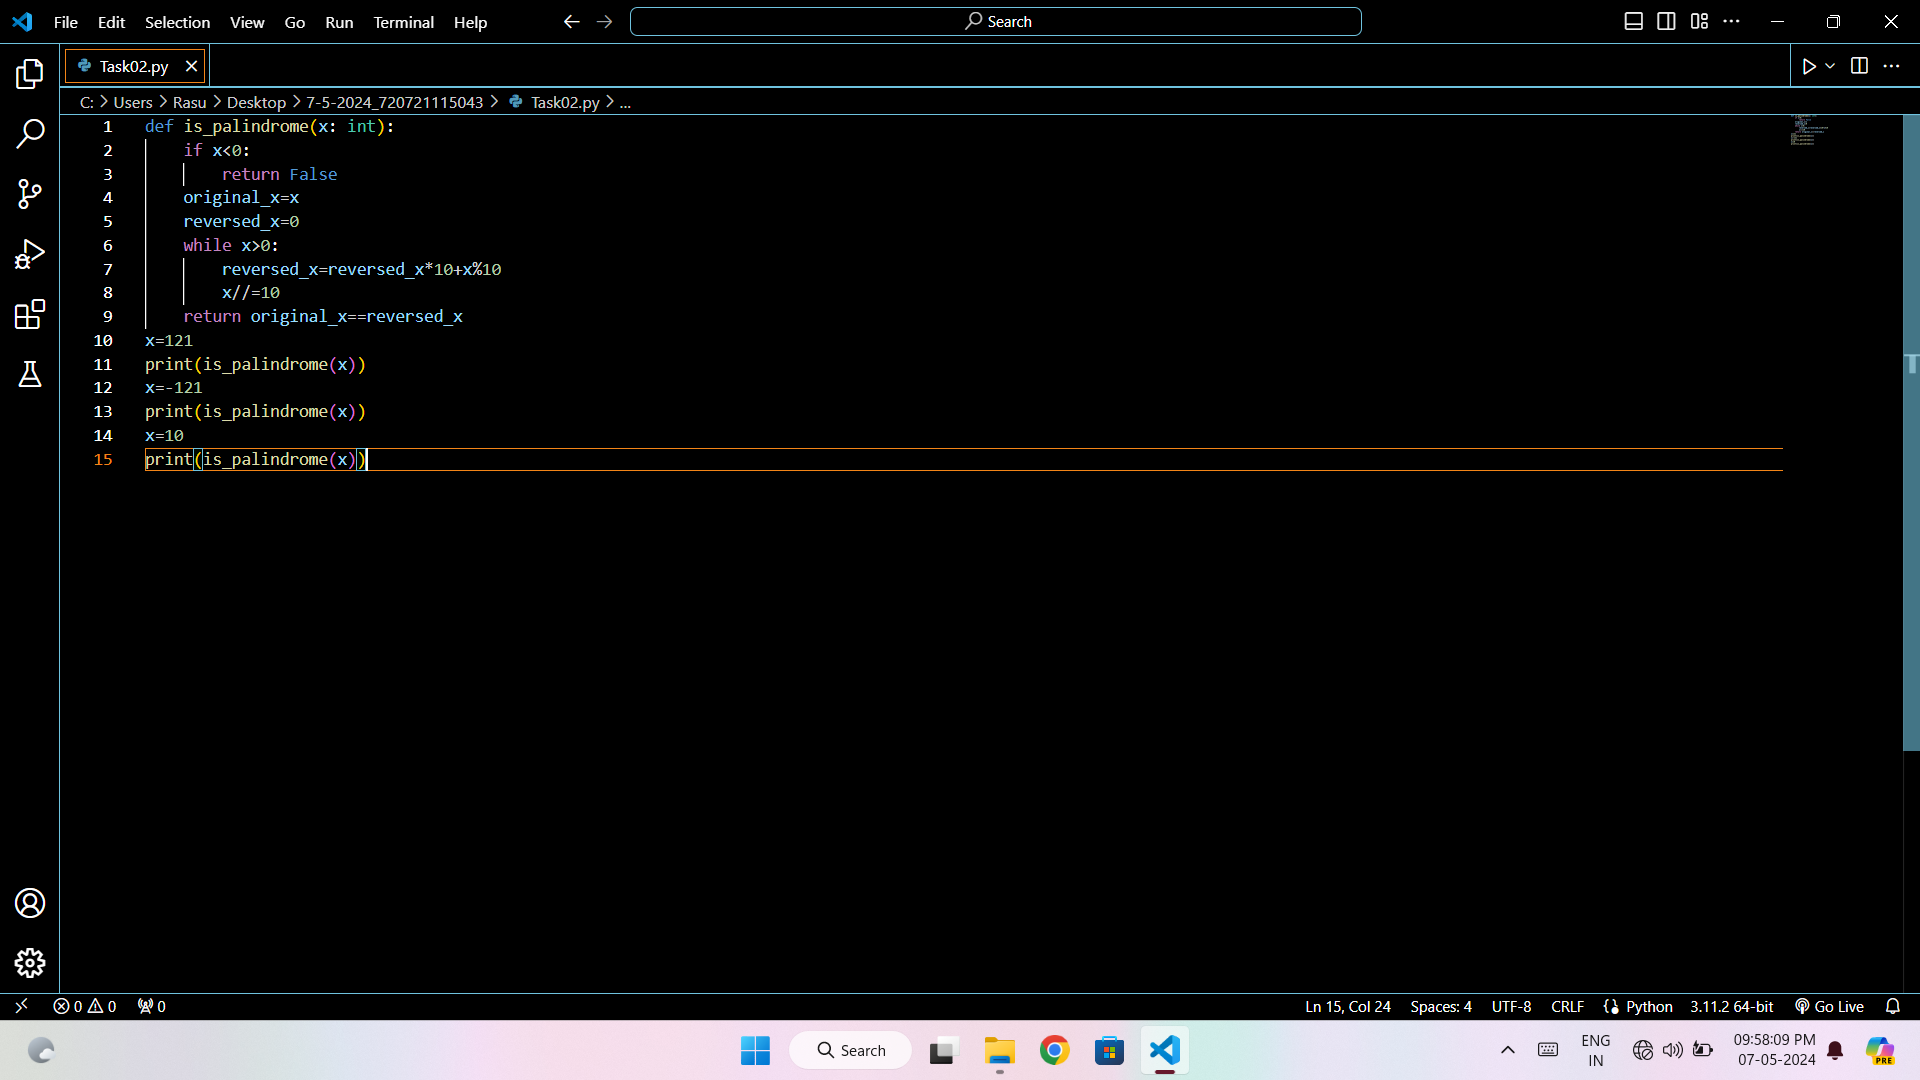 File Edit Selection View Go Run Terminal Help Search
Task02.py
C: > Users > Rasu > Desktop > 7-5-2024_720721115043 > Task02.py > ...
1 def is_palindrome(x: int):
2     if x<0:
3         return False
4     original_x=x
5     reversed_x=0
6     while x>0:
7         reversed_x=reversed_x*10+x%10
8         x//=10
9     return original_x==reversed_x
10 x=121
11 print(is_palindrome(x))
12 x=-121
13 print(is_palindrome(x))
14 x=10
15 print(is_palindrome(x))
0 0 0 Ln 15, Col 24 Spaces: 4 UTF-8 CRLF Python 3.11.2 64-bit Go Live
Search ENG 09:58:09 PM
IN 07-05-2024 PRE